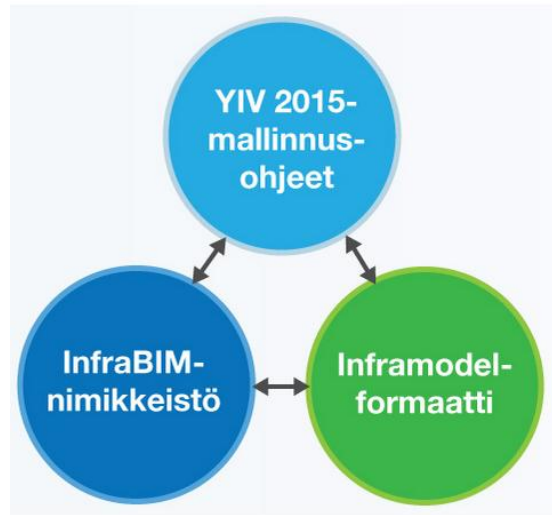 YIV 2015-
mallinnus-
ohjeet
InfraBIM-
nimikkeistö
Inframodel-
formaatti